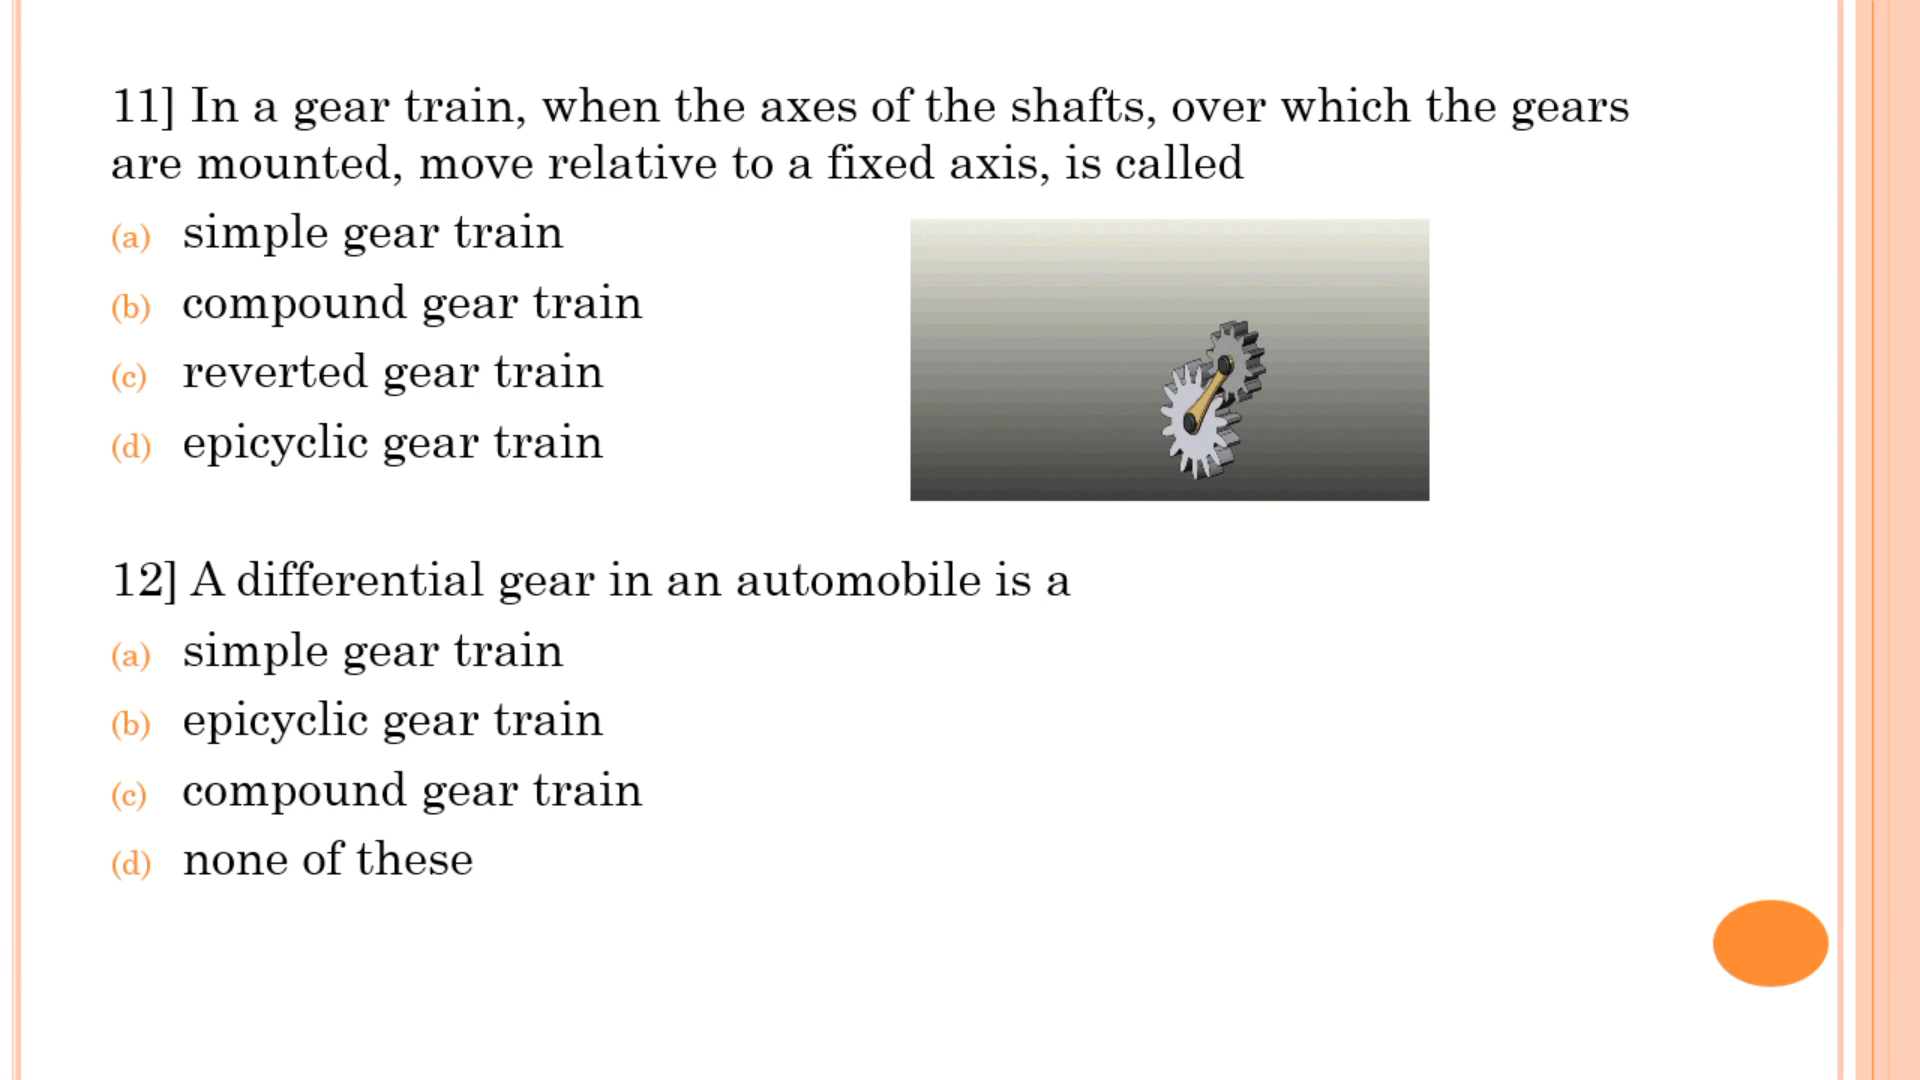 11] In a gear train, when the axes of the shafts, over which the gears
are mounted, move relative to a fixed axis, is called
(a) simple gear train
(b) compound gear train
(c) reverted gear train
(d) epicyclic gear train
12] A differential gear in an automobile is a
(a) simple gear train
(b) epicyclic gear train
(c) compound gear train
(d) none of these